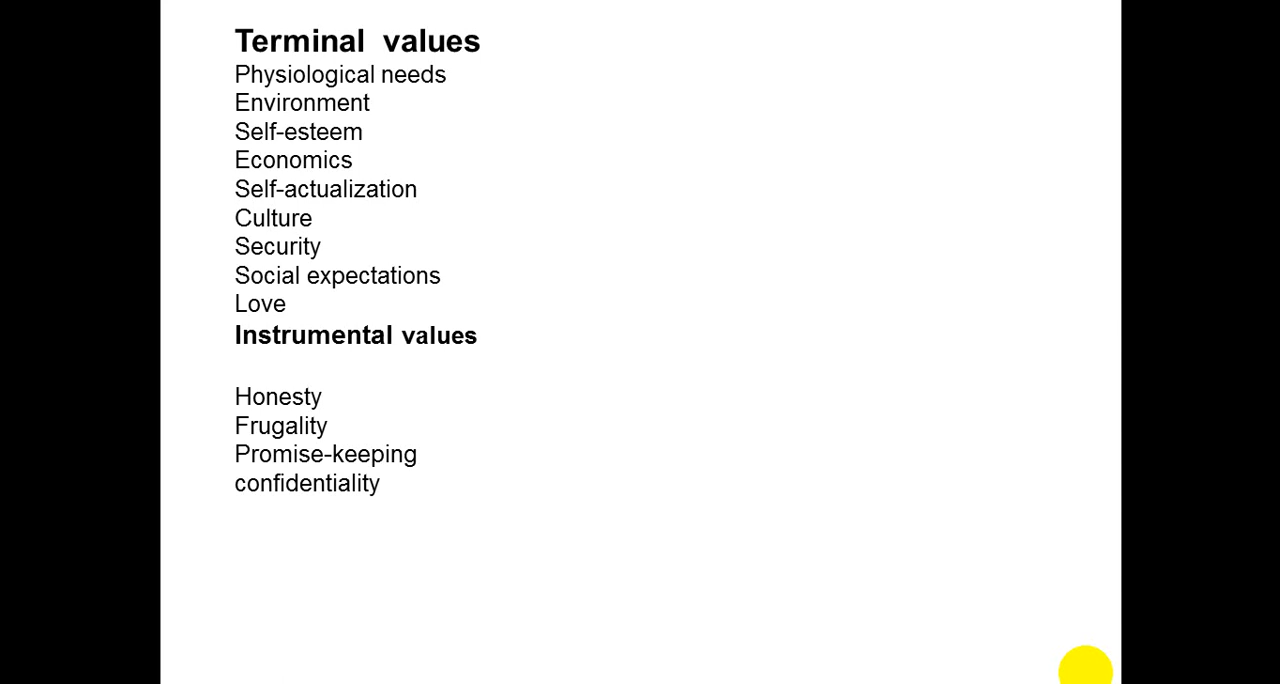 Terminal values
Physiological needs
Environment
Self-esteem
Economics
Self-actualization
Culture
Security
Social expectations
Love
Instrumental values
Honesty
Frugality
Promise-keeping
confidentiality